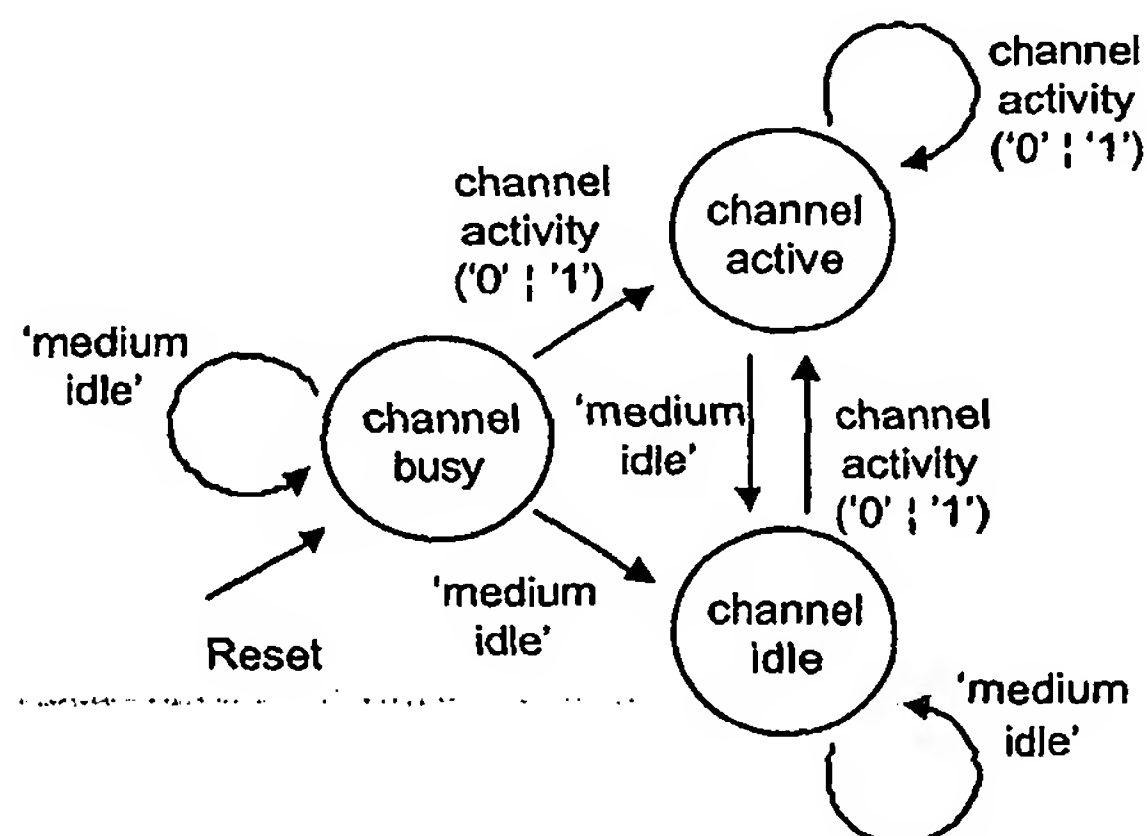 channel
activity
('0' ¦ '1')
channel
activity
('0' ¦ '1')
channel
active
'medium
idle'
channel
busy
'medium
idle'
channel
activity
('0' ¦ '1')
'medium
idle'
Reset
channel
idle
'medium
idle'